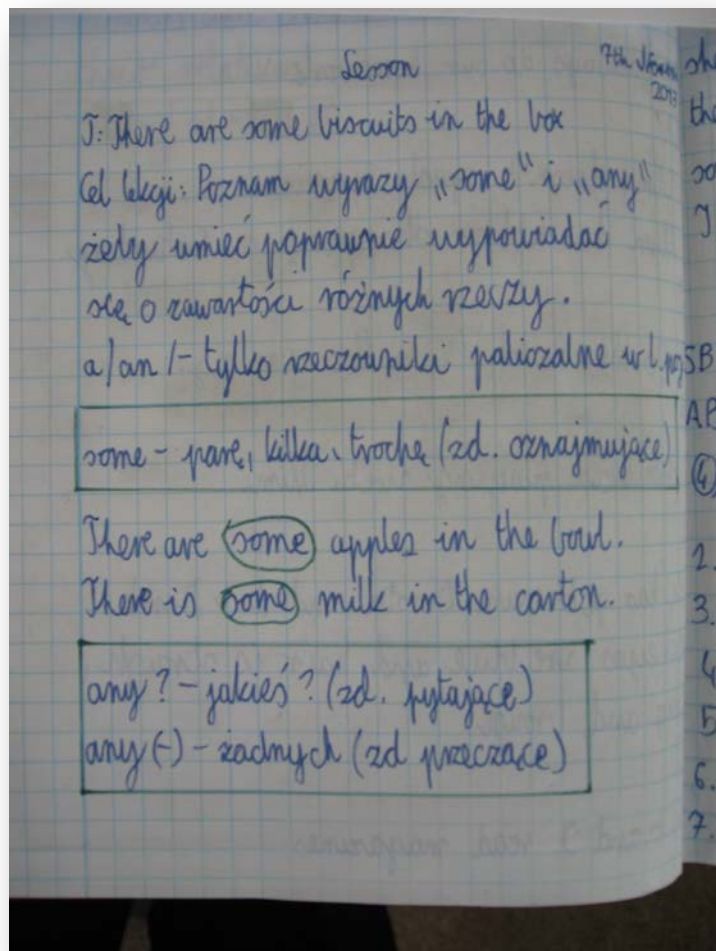 Lesson
7th
2013
T: There are some biscuits in the box
Cel lekcji: Poznam wyrazy „some" i „any"
żeby umieć poprawnie wypowiadać
się o zawartości różnych rzeczy.
a/an /- tylko rzeczowniki policzalne w l. poj
some - parę, kilka, trochę (zd. oznajmujące)
There are some apples in the bowl.
There is some milk in the carton.
any? - jakieś? (zd. pytające)
any (-) - żadnych (zd przeczące)
SB
4
2.
3.
4
5
6.
7.